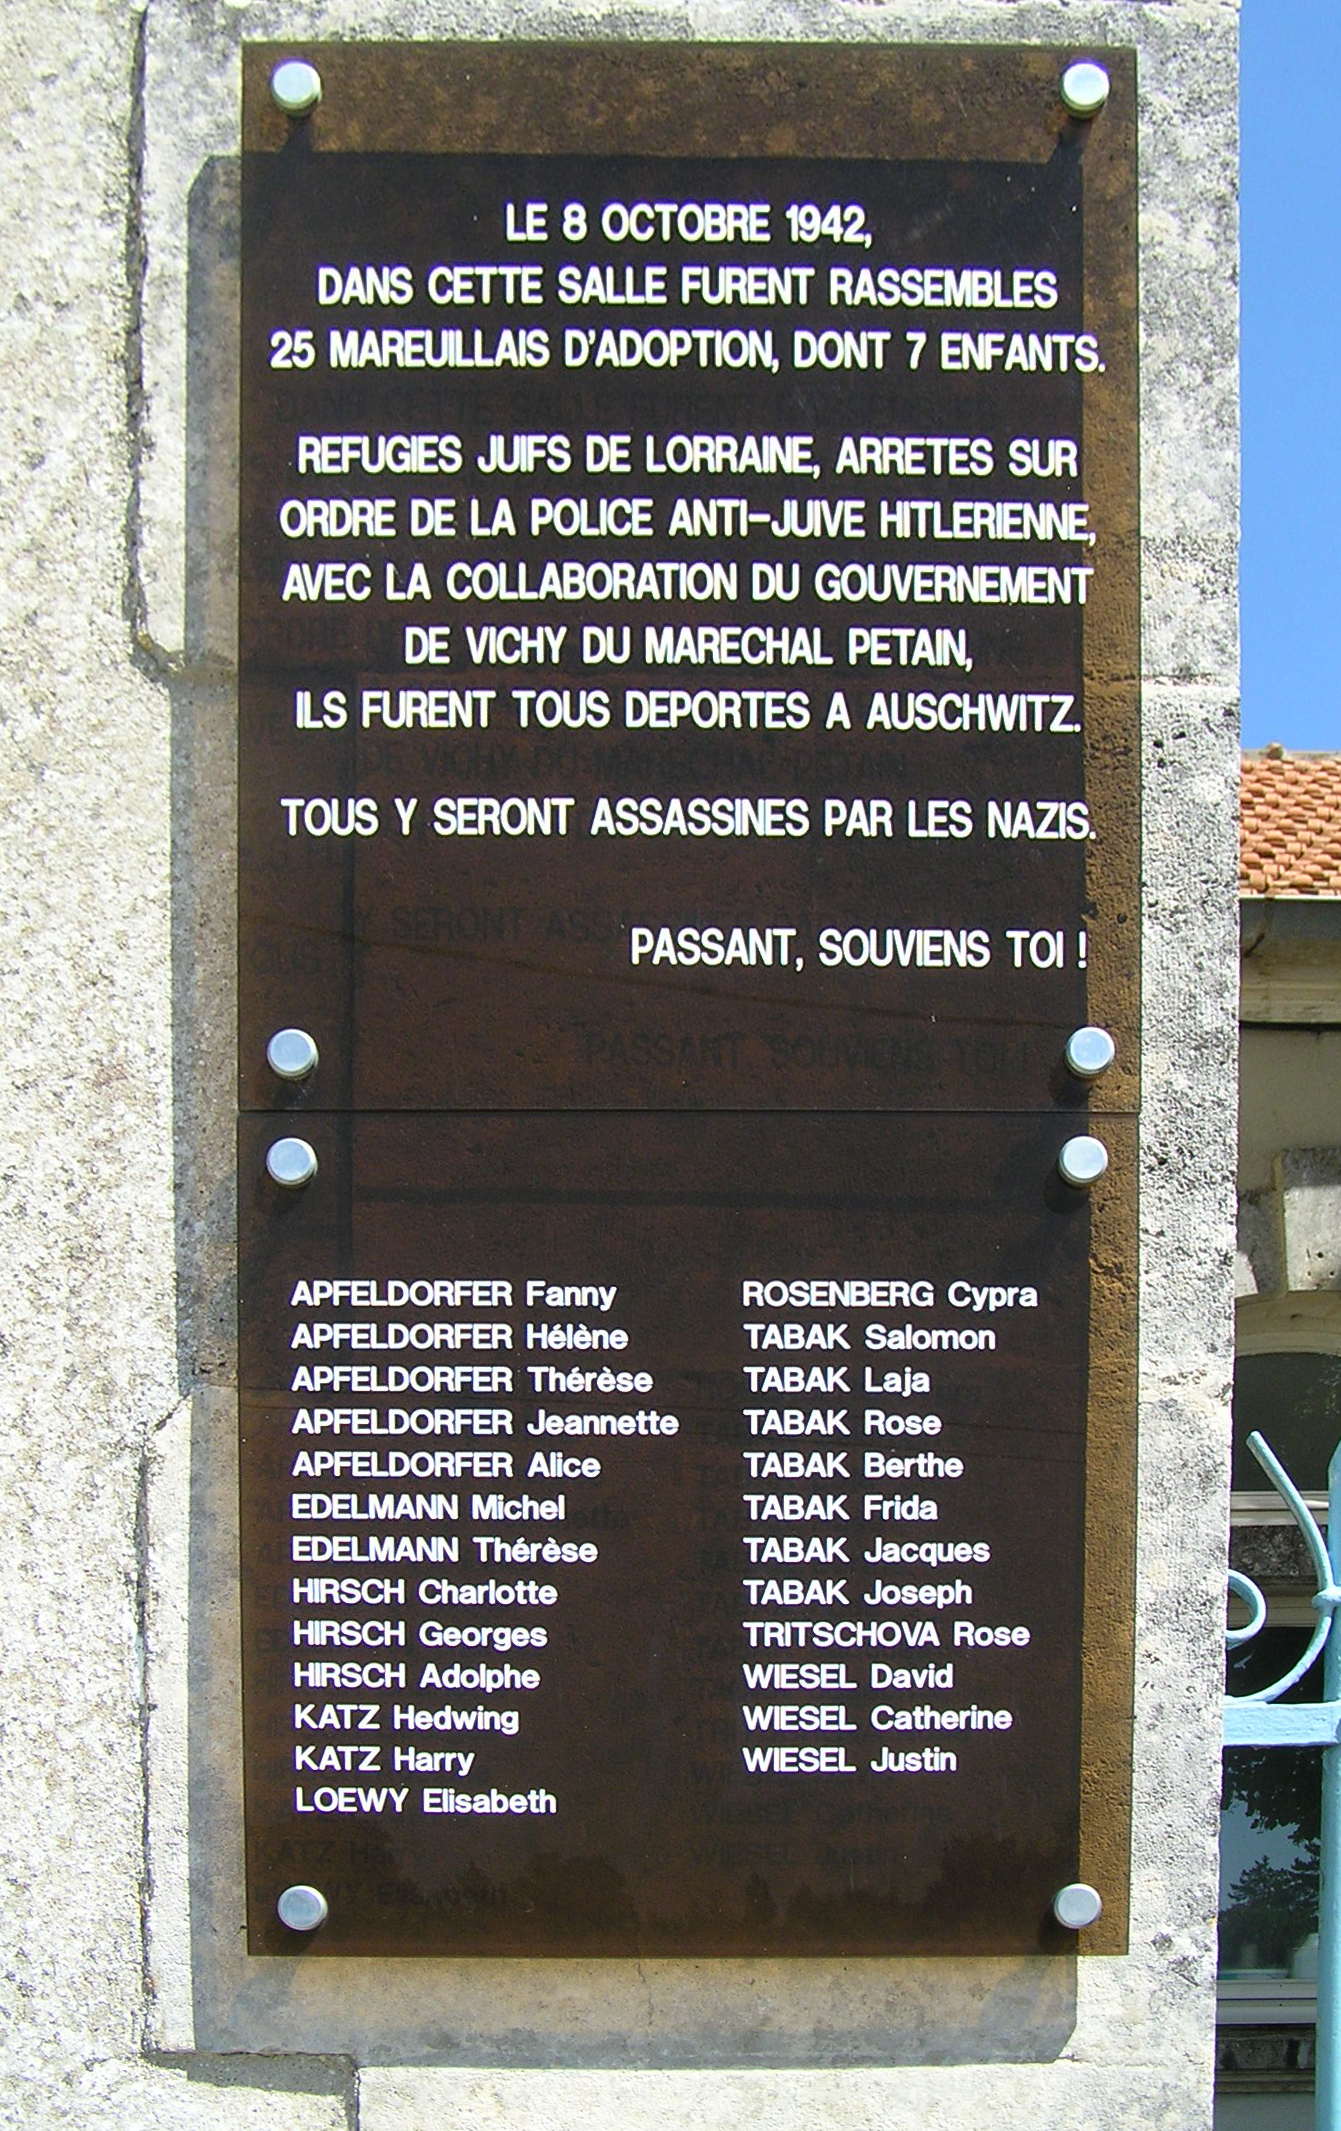 LE 8 OCTOBRE 1942,
DANS CETTE SALLE FURENT RASSEMBLES
25 MAREUILLAIS D'ADOPTION, DONT 7 ENFANTS.
REFUGIES JUIFS DE LORRAINE, ARRETES SUR
ORDRE DE LA POLICE ANTI-JUIVE HITLERIENNE,
AVEC LA COLLABORATION DU GOUVERNEMENT
DE VICHY DU MARECHAL PETAIN,
ILS FURENT TOUS DEPORTES A AUSCHWITZ.
TOUS Y SERONT ASSASSINES PAR LES NAZIS.
PASSANT, SOUVIENS TOI !
APFELDORFER Fanny
APFELDORFER Hélène
APFELDORFER Thérèse
APFELDORFER Jeannette
APFELDORFER Alice
EDELMANN Michel
EDELMANN Thérèse
HIRSCH Charlotte
HIRSCH Georges
HIRSCH Adolphe
KATZ Hedwing
KATZ Harry
LOEWY Elisabeth
ROSENBERG Cypra
TABAK Salomon
TABAK Laja
TABAK Rose
TABAK Berthe
TABAK Frida
TABAK Jacques
TABAK Joseph
TRITSCHOVA Rose
WIESEL David
WIESEL Catherine
WIESEL Justin